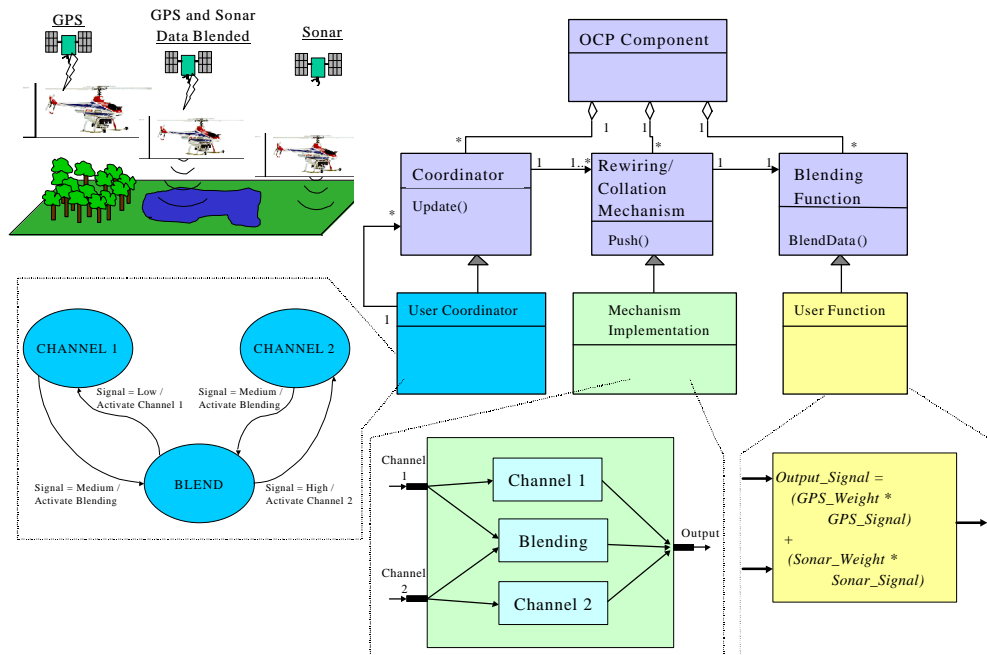 GPS
GPS and Sonar
Data Blended
Sonar
OCP Component
1
1
1
*
*
*
Coordinator
Update()
1
1..*
Rewiring/
Collation
Mechanism
Push()
1
1
Blending
Function
BlendData()
*
1
User Coordinator
Mechanism
Implementation
User Function
CHANNEL 1
CHANNEL 2
Signal = Low /
Activate Channel 1
Signal = Medium /
Activate Blending
Signal = Medium /
Activate Blending
BLEND
Signal = High /
Activate Channel 2
Channel
1
Channel 1
Blending
Output
Channel
2
Channel 2
Output_Signal =
(GPS_Weight *
GPS_Signal)
+
(Sonar_Weight *
Sonar_Signal)